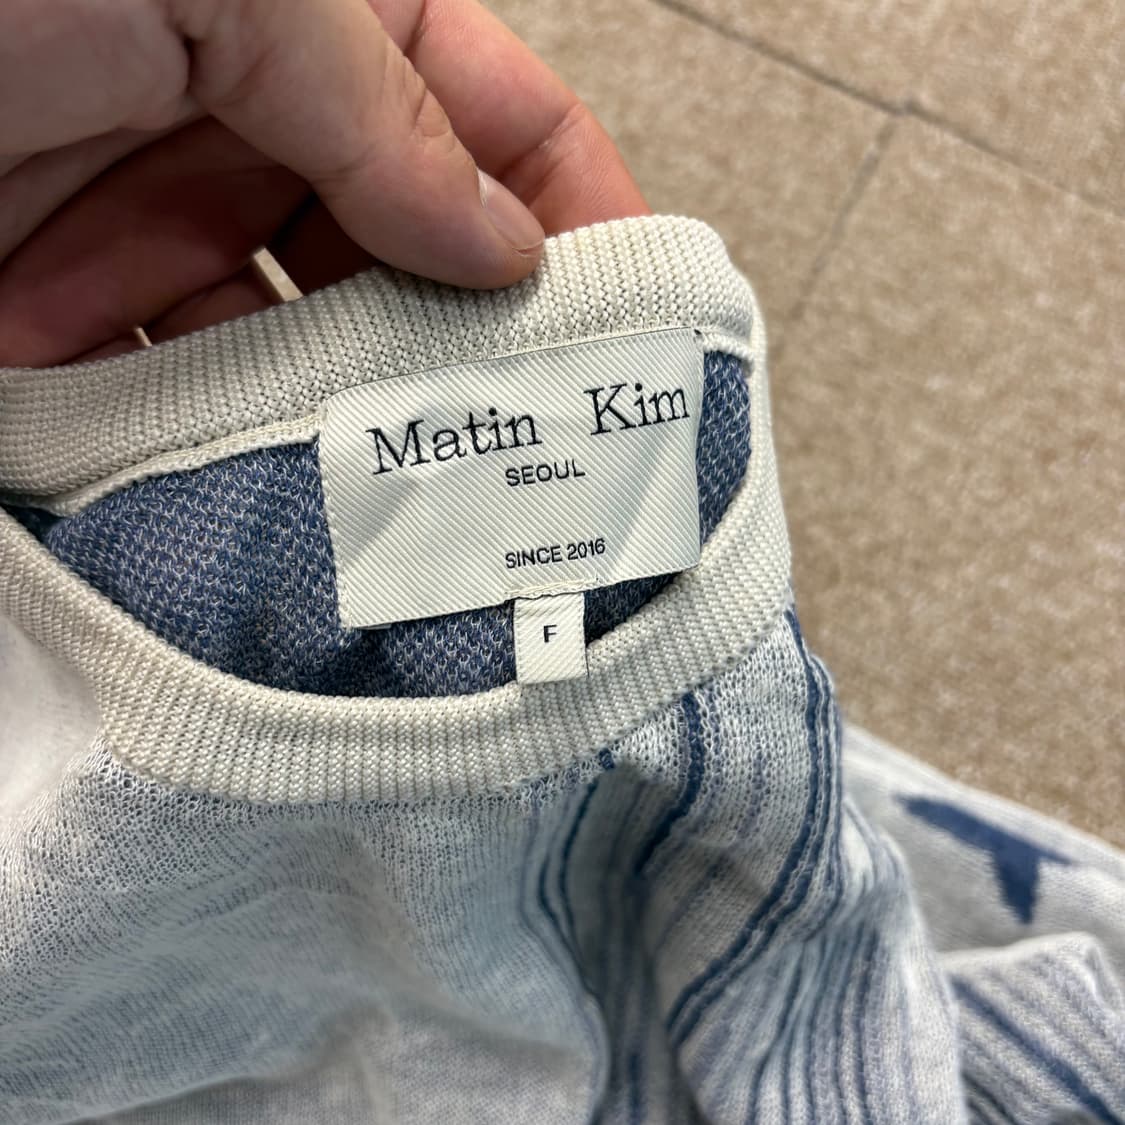 Matin Kim
SEOUL
SINCE 2016
F